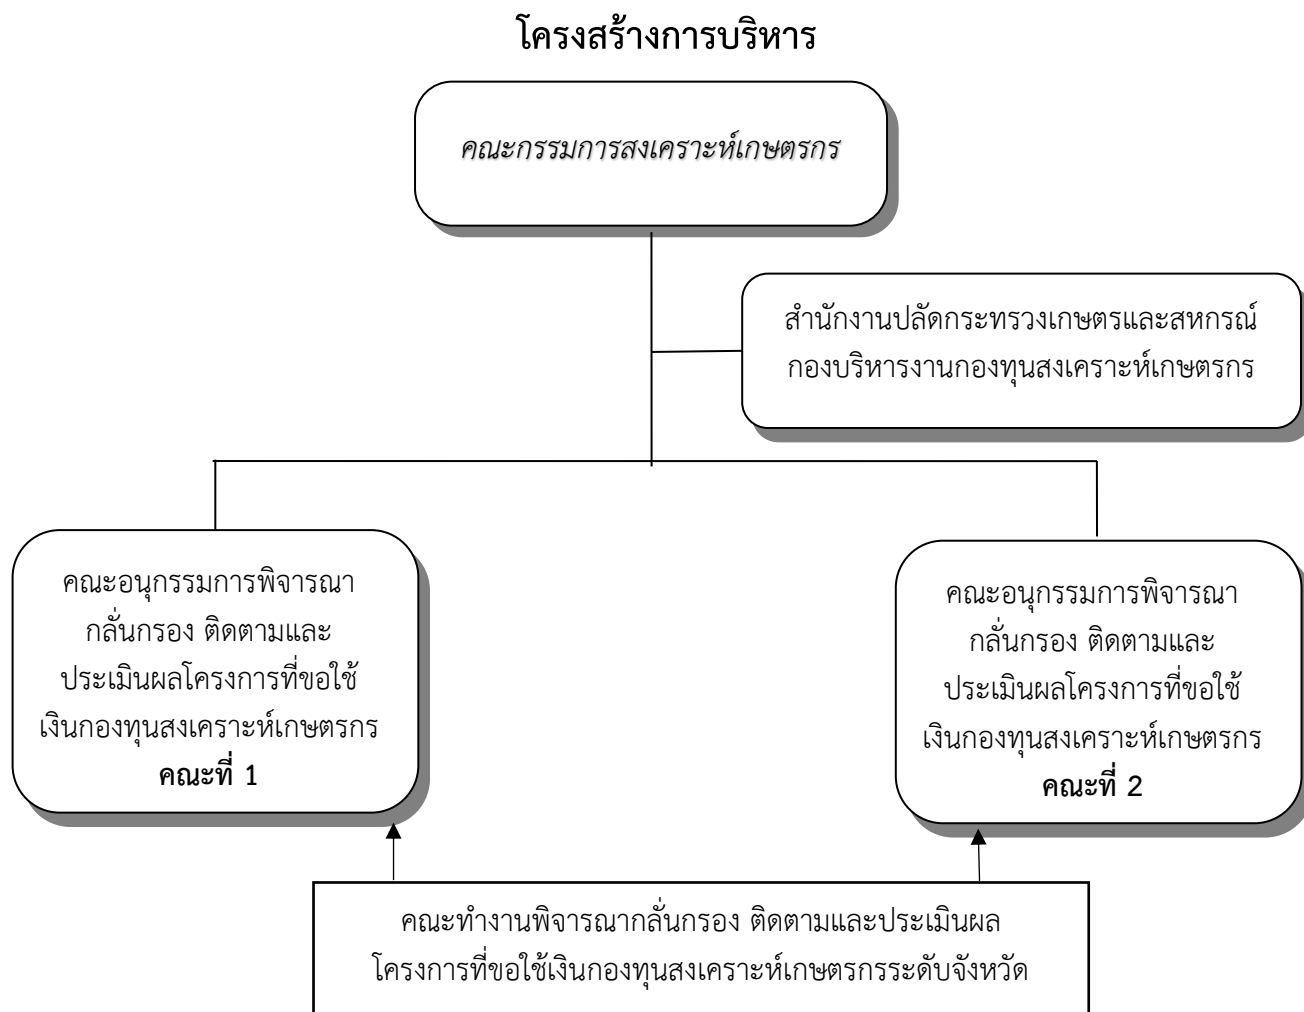 โครงสร้างการบริหาร
คณะกรรมการสงเคราะห์เกษตรกร
สำนักงานปลัดกระทรวงเกษตรและสหกรณ์
กองบริหารงานกองทุนสงเคราะห์เกษตรกร
คณะอนุกรรมการพิจารณา
กลั่นกรอง ติดตามและ
ประเมินผลโครงการที่ขอใช้
เงินกองทุนสงเคราะห์เกษตรกร
คณะที่ 1
คณะอนุกรรมการพิจารณา
กลั่นกรอง ติดตามและ
ประเมินผลโครงการที่ขอใช้
เงินกองทุนสงเคราะห์เกษตรกร
คณะที่ 2
คณะทำงานพิจารณากลั่นกรอง ติดตามและประเมินผล
โครงการที่ขอใช้เงินกองทุนสงเคราะห์เกษตรกรระดับจังหวัด